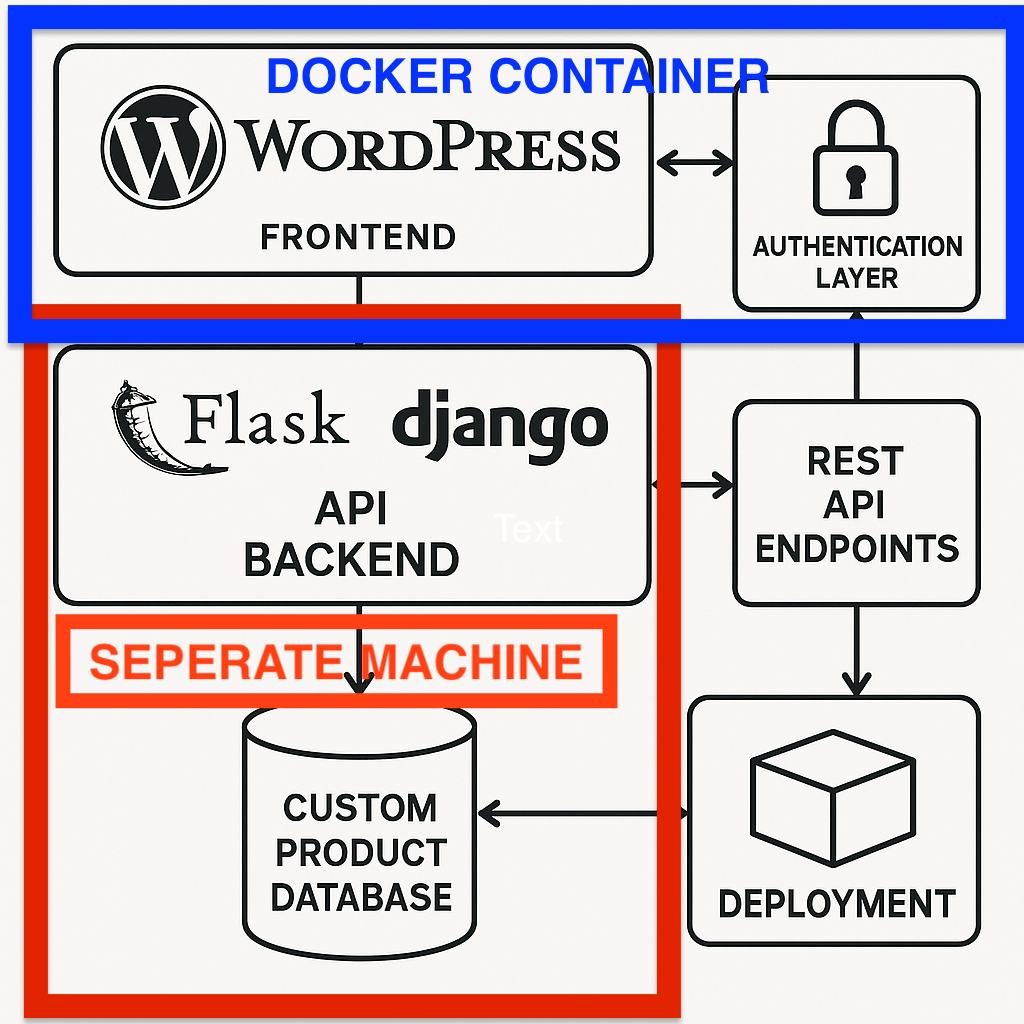 DOCKER CONTAINER
WORDPRESS
FRONTEND
AUTHENTICATION
LAYER
Flask django
API
BACKEND
Text
REST
API
ENDPOINTS
SEPERATE MACHINE
CUSTOM
PRODUCT
DATABASE
DEPLOYMENT